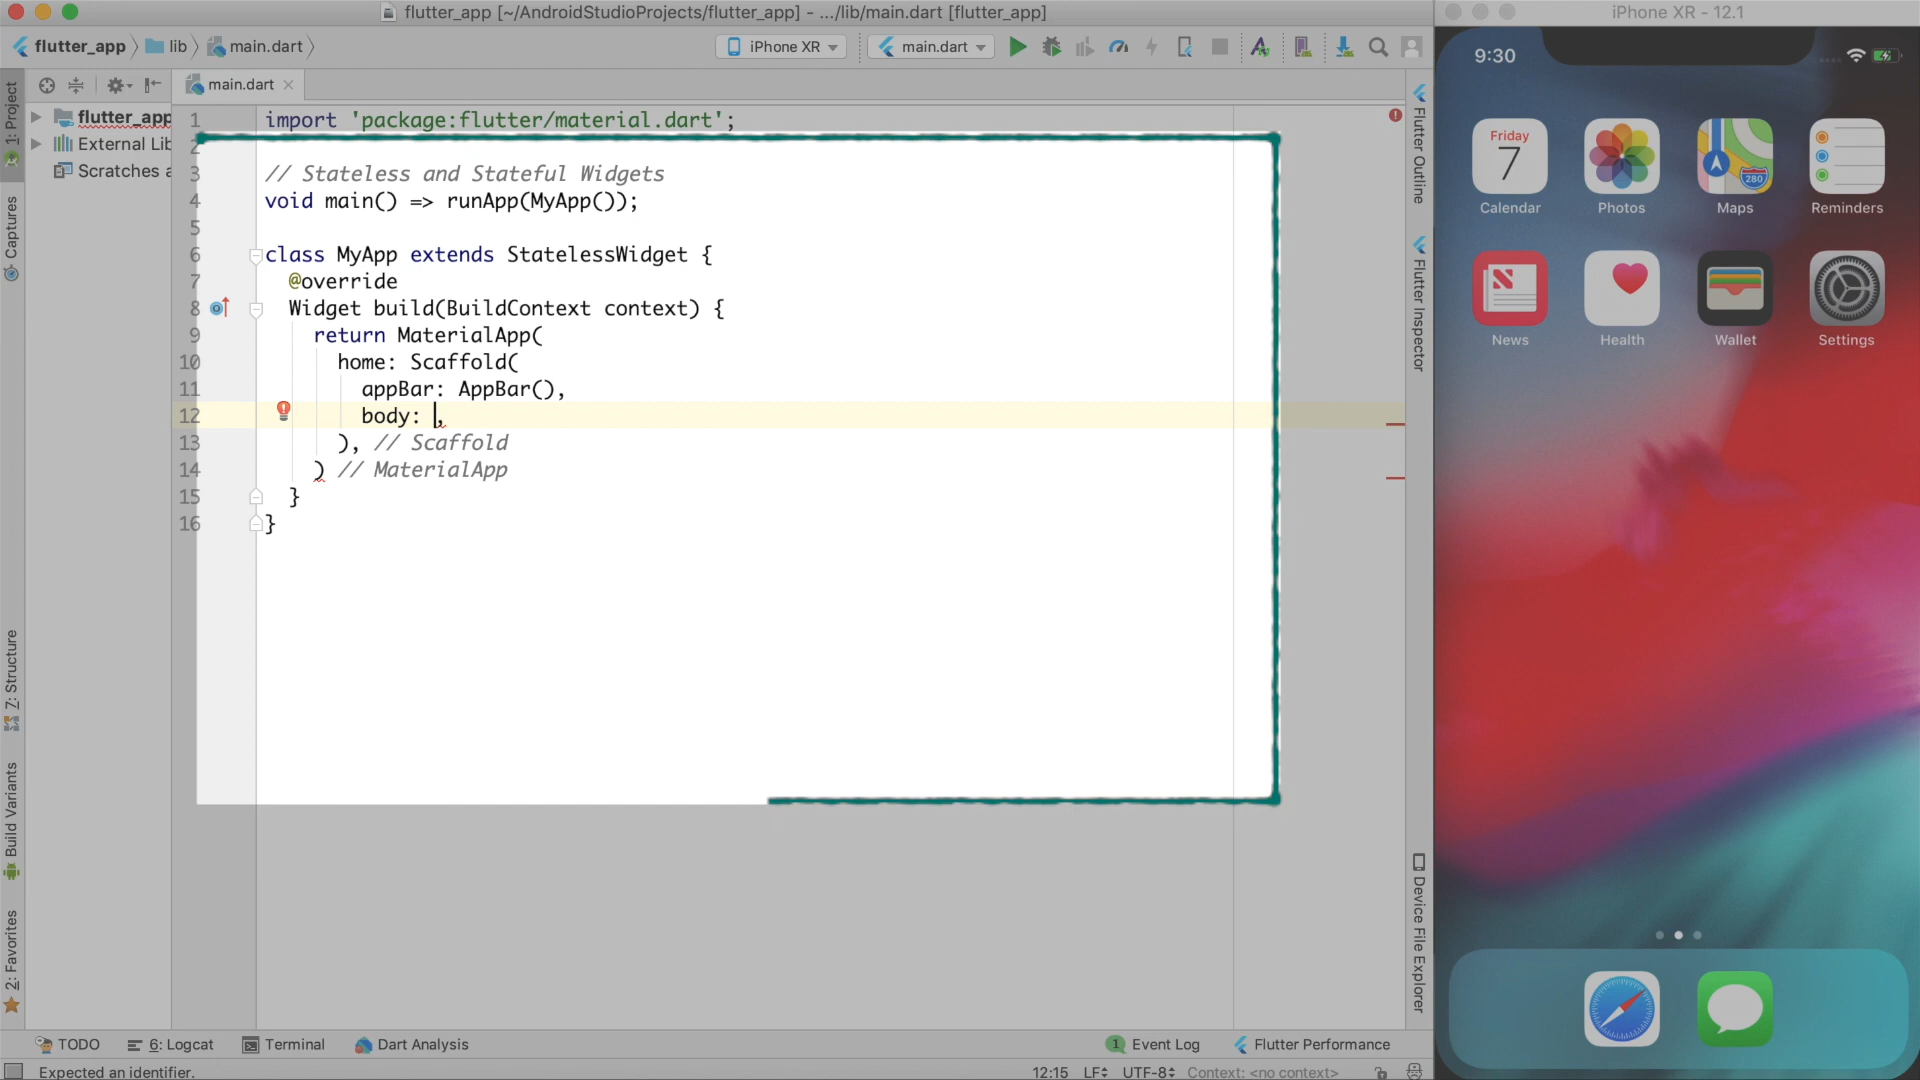 flutter_app [~/AndroidStudioProjects/flutter_app] - .../lib/main.dart [flutter_app]
iPhone XR - 12.1
flutter_app lib main.dart
iPhone XR
main.dart
9:30
main.dart
1: Project
Captures
7: Structure
Build Variants
2: Favorites
flutter_app
External Lib
Scratches a
1 import 'package:flutter/material.dart';
2
3 // Stateless and Stateful Widgets
4 void main() => runApp(MyApp());
5
6 class MyApp extends StatelessWidget {
7 @override
8 Widget build(BuildContext context) {
9 return MaterialApp(
10 home: Scaffold(
11 appBar: AppBar(),
12 body: ,
13 ), // Scaffold
14 ) // MaterialApp
15 }
16 }
Flutter Outline
Flutter Inspector
Device File Explorer
Friday
7
280
Calendar Photos Maps Reminders
N
News Health Wallet Settings
TODO 6: Logcat Terminal Dart Analysis 1 Event Log Flutter Performance
Expected an identifier. 12:15 LF UTF-8 Context: <no context>